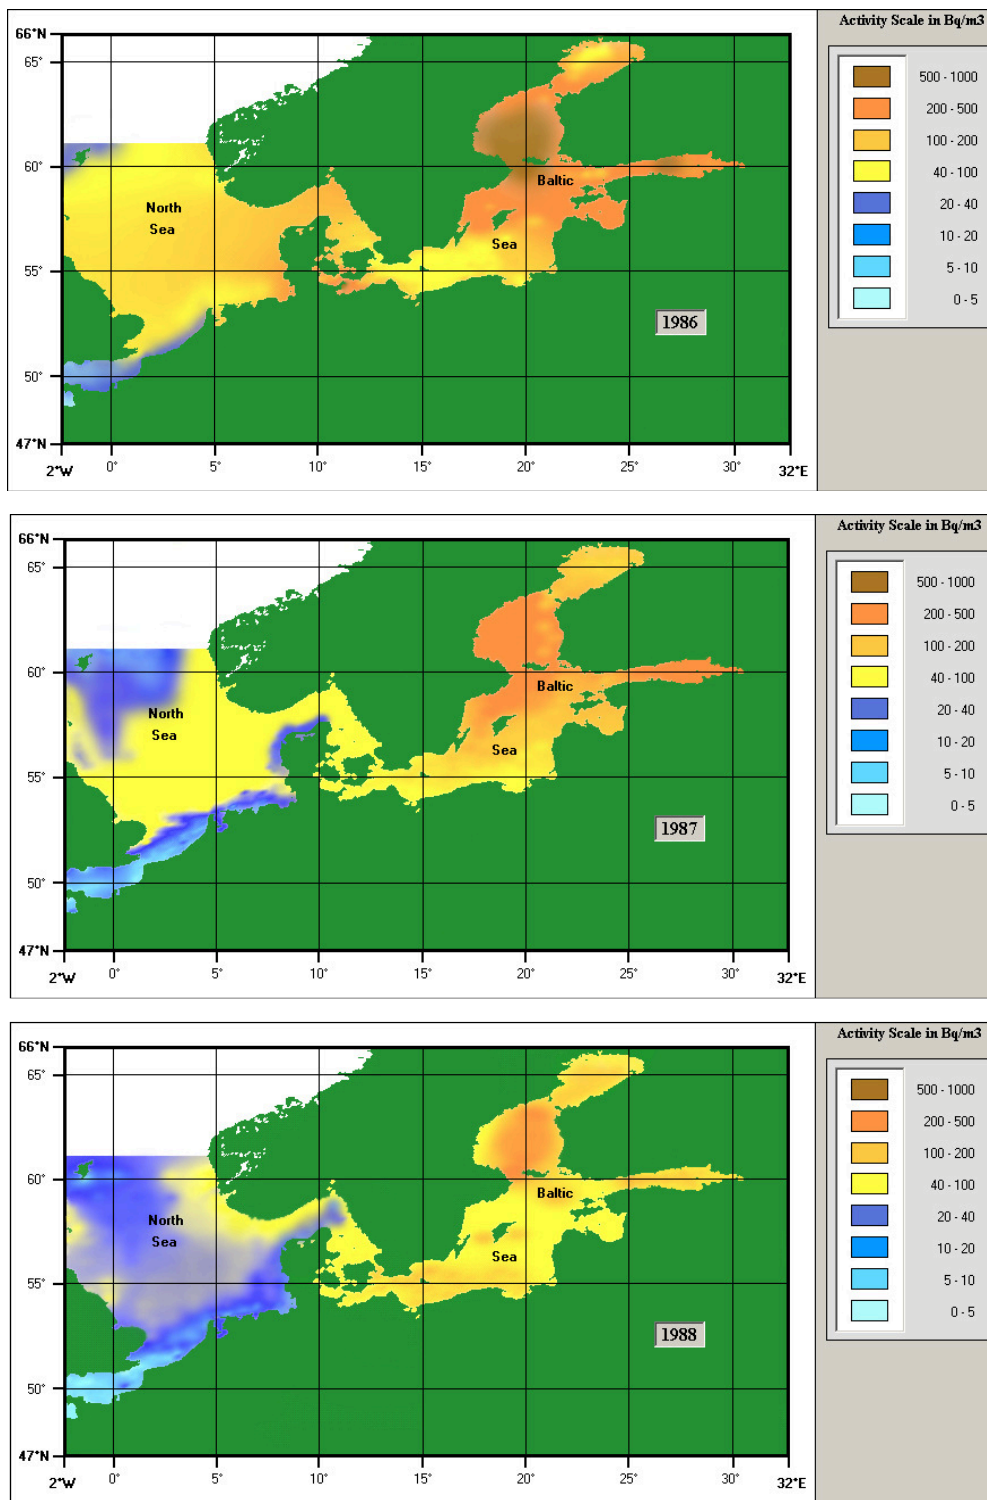 Activity Scale in Bq/m3
66°N
65°
60°
55°
50°
47°N
2°W
0°
5°
10°
15°
20°
25°
30°
32°E
North
Sea
Baltic
Sea
1986
500 - 1000
200 - 500
100 - 200
40 - 100
20 - 40
10 - 20
5 - 10
0 - 5
Activity Scale in Bq/m3
66°N
65°
60°
55°
50°
47°N
2°W
0°
5°
10°
15°
20°
25°
30°
32°E
North
Sea
Baltic
Sea
1987
500 - 1000
200 - 500
100 - 200
40 - 100
20 - 40
10 - 20
5 - 10
0 - 5
Activity Scale in Bq/m3
66°N
65°
60°
55°
50°
47°N
2°W
0°
5°
10°
15°
20°
25°
30°
32°E
North
Sea
Baltic
Sea
1988
500 - 1000
200 - 500
100 - 200
40 - 100
20 - 40
10 - 20
5 - 10
0 - 5